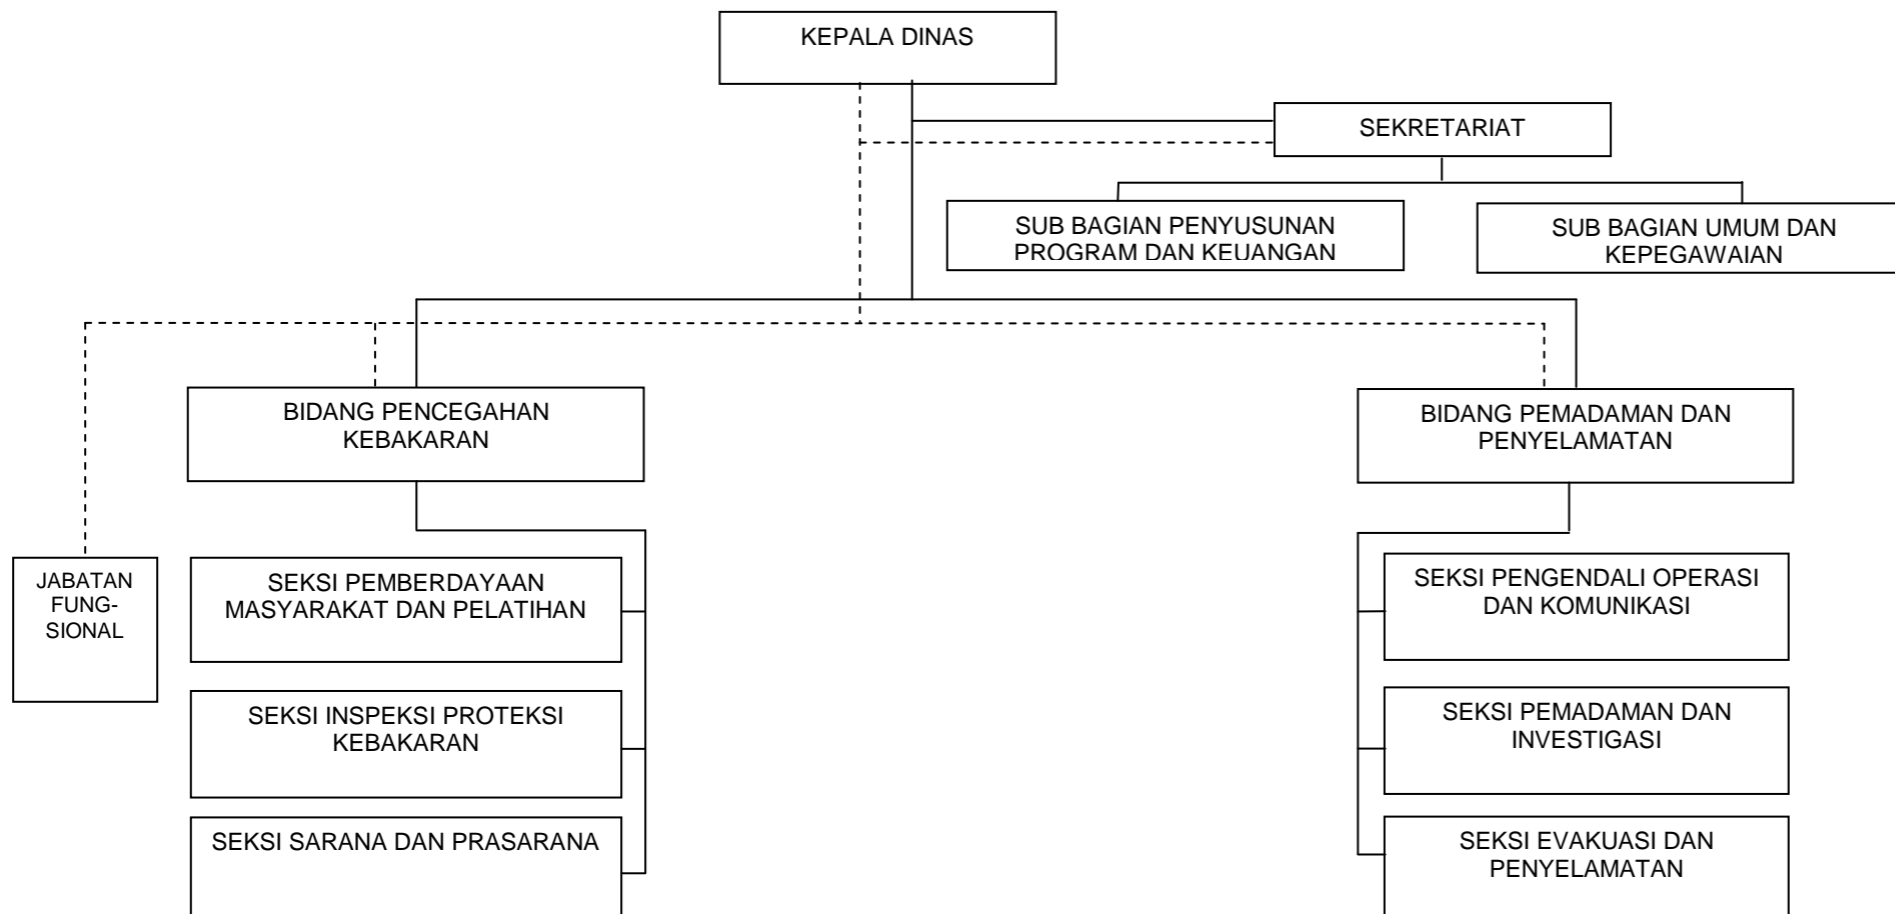 KEPALA DINAS
SEKRETARIAT
SUB BAGIAN PENYUSUNAN
PROGRAM DAN KEUANGAN
SUB BAGIAN UMUM DAN
KEPEGAWAIAN
BIDANG PENCEGAHAN
KEBAKARAN
BIDANG PEMADAMAN DAN
PENYELAMATAN
JABATAN
FUNG-
SIONAL
SEKSI PEMBERDAYAAN
MASYARAKAT DAN PELATIHAN
SEKSI PENGENDALI OPERASI
DAN KOMUNIKASI
SEKSI INSPEKSI PROTEKSI
KEBAKARAN
SEKSI PEMADAMAN DAN
INVESTIGASI
SEKSI SARANA DAN PRASARANA
SEKSI EVAKUASI DAN
PENYELAMATAN